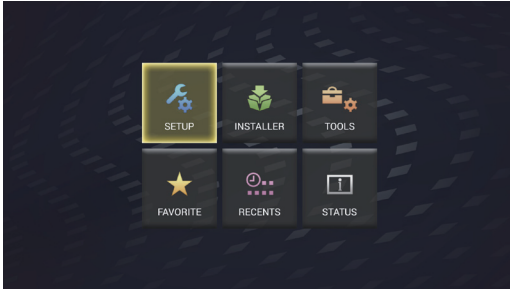 SETUP
INSTALLER
TOOLS
FAVORITE
RECENTS
STATUS